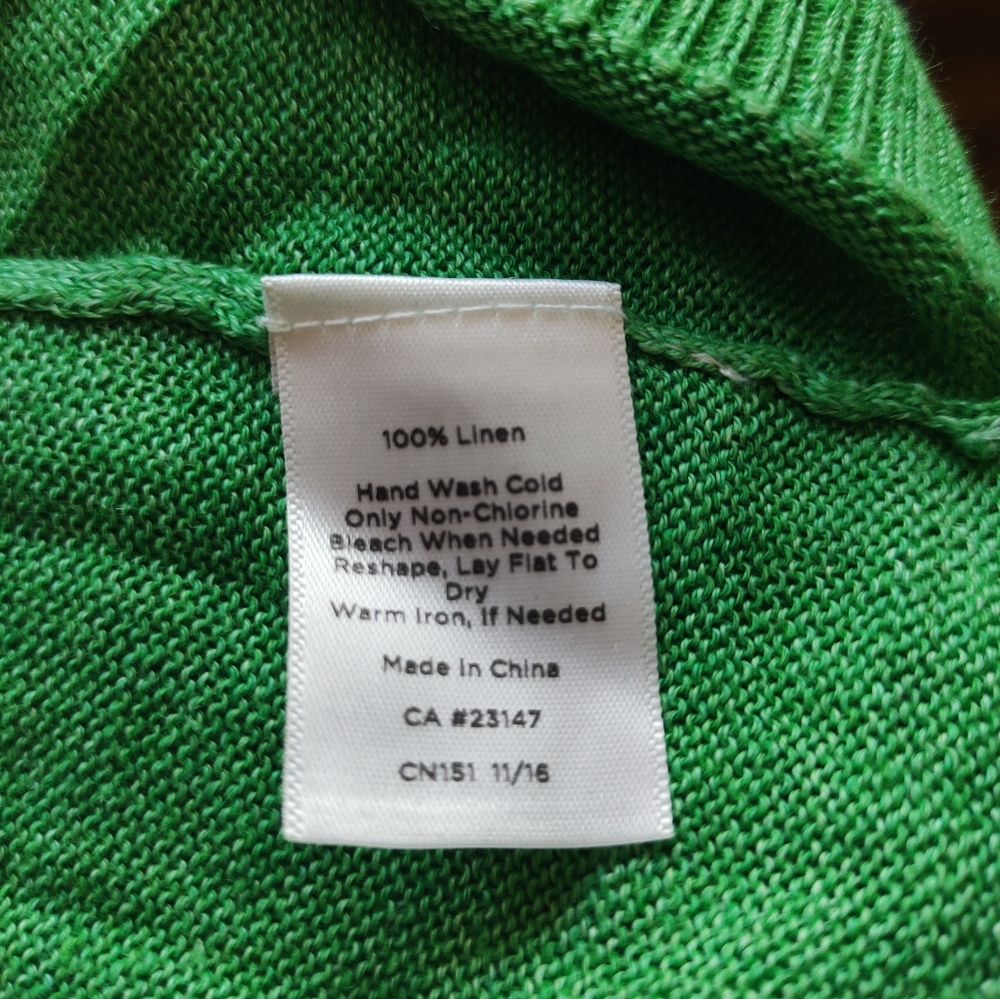 100% Linen
Hand Wash Cold
Only Non-Chlorine
Bleach When Needed
Reshape, Lay Flat To
Dry
Warm Iron, If Needed
Made In China
CA #23147
CN151 11/16